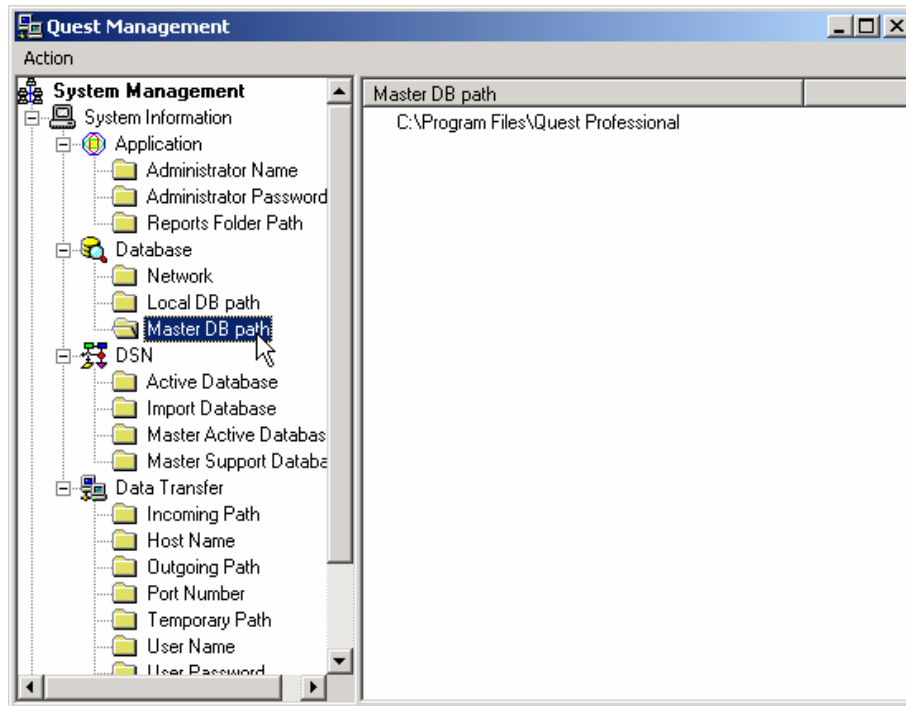 Quest Management
Action
System Management
System Information
Application
Administrator Name
Administrator Password
Reports Folder Path
Database
Network
Local DB path
Master DB path
DSN
Active Database
Import Database
Master Active Databas
Master Support Databa
Data Transfer
Incoming Path
Host Name
Outgoing Path
Port Number
Temporary Path
User Name
User Password
Master DB path
C:\Program Files\Quest Professional